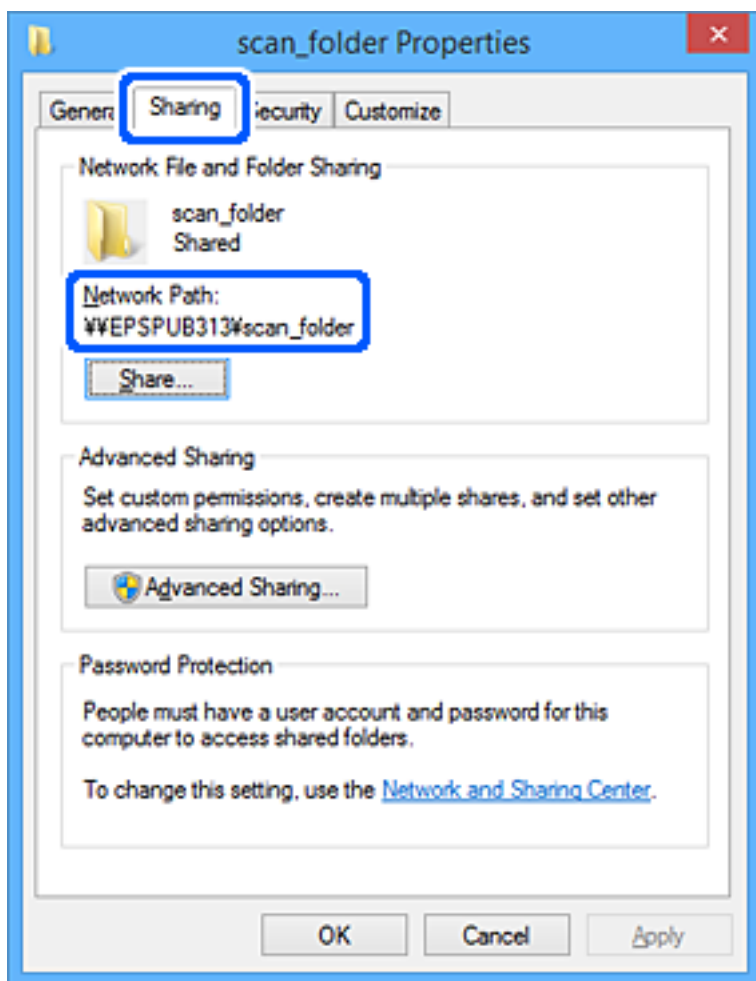 scan_folder Properties
Sharing
Customize
Network File and Folder Sharing
scan_folder
Shared
Network Path:
¥¥EPSPUB313¥scan_folder
Share...
Advanced Sharing
Set custom permissions, create multiple shares, and set other
advanced sharing options.
Advanced Sharing...
Password Protection
People must have a user account and password for this
computer to access shared folders.
To change this setting, use the Network and Sharing Center.
OK Cancel Apply